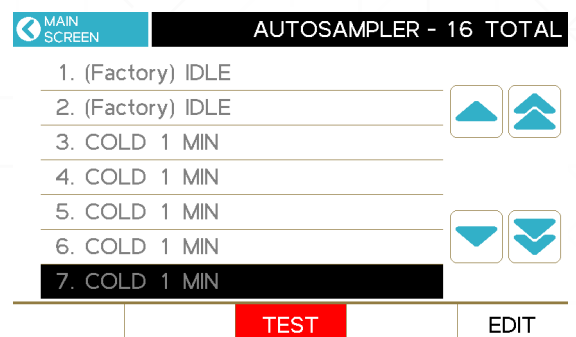 MAIN
SCREEN
AUTOSAMPLER - 16 TOTAL
1. (Factory) IDLE
2. (Factory) IDLE
3. COLD 1 MIN
4. COLD 1 MIN
5. COLD 1 MIN
6. COLD 1 MIN
7. COLD 1 MIN
TEST
EDIT